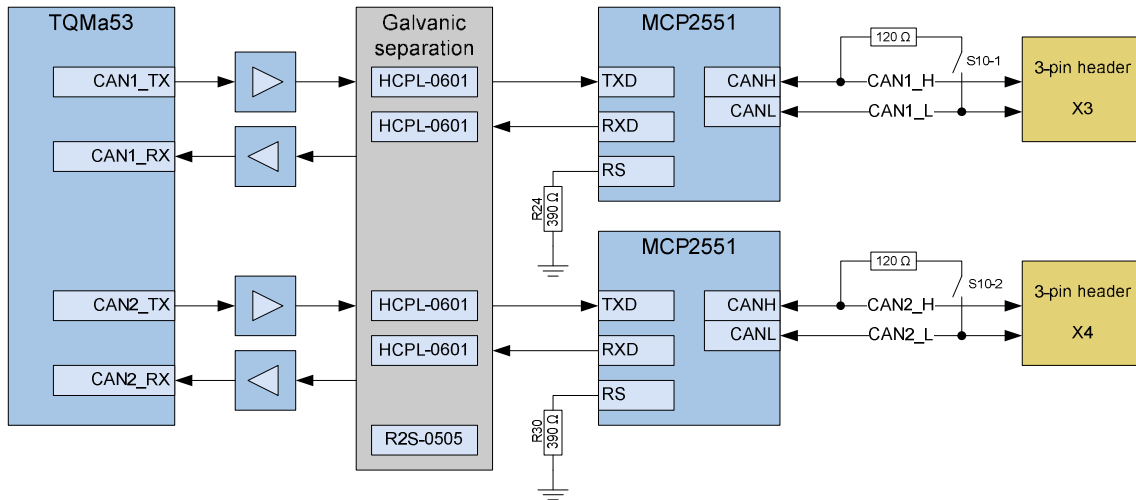 TQMa53
CAN1_TX
CAN1_RX
CAN2_TX
CAN2_RX
Galvanic
separation
HCPL-0601
HCPL-0601
HCPL-0601
HCPL-0601
R2S-0505
MCP2551
TXD
RXD
RS
CANH
CANL
R24
390 Ω
120 Ω
S10-1
CAN1_H
CAN1_L
3-pin header
X3
MCP2551
TXD
RXD
RS
CANH
CANL
R30
390 Ω
120 Ω
S10-2
CAN2_H
CAN2_L
3-pin header
X4